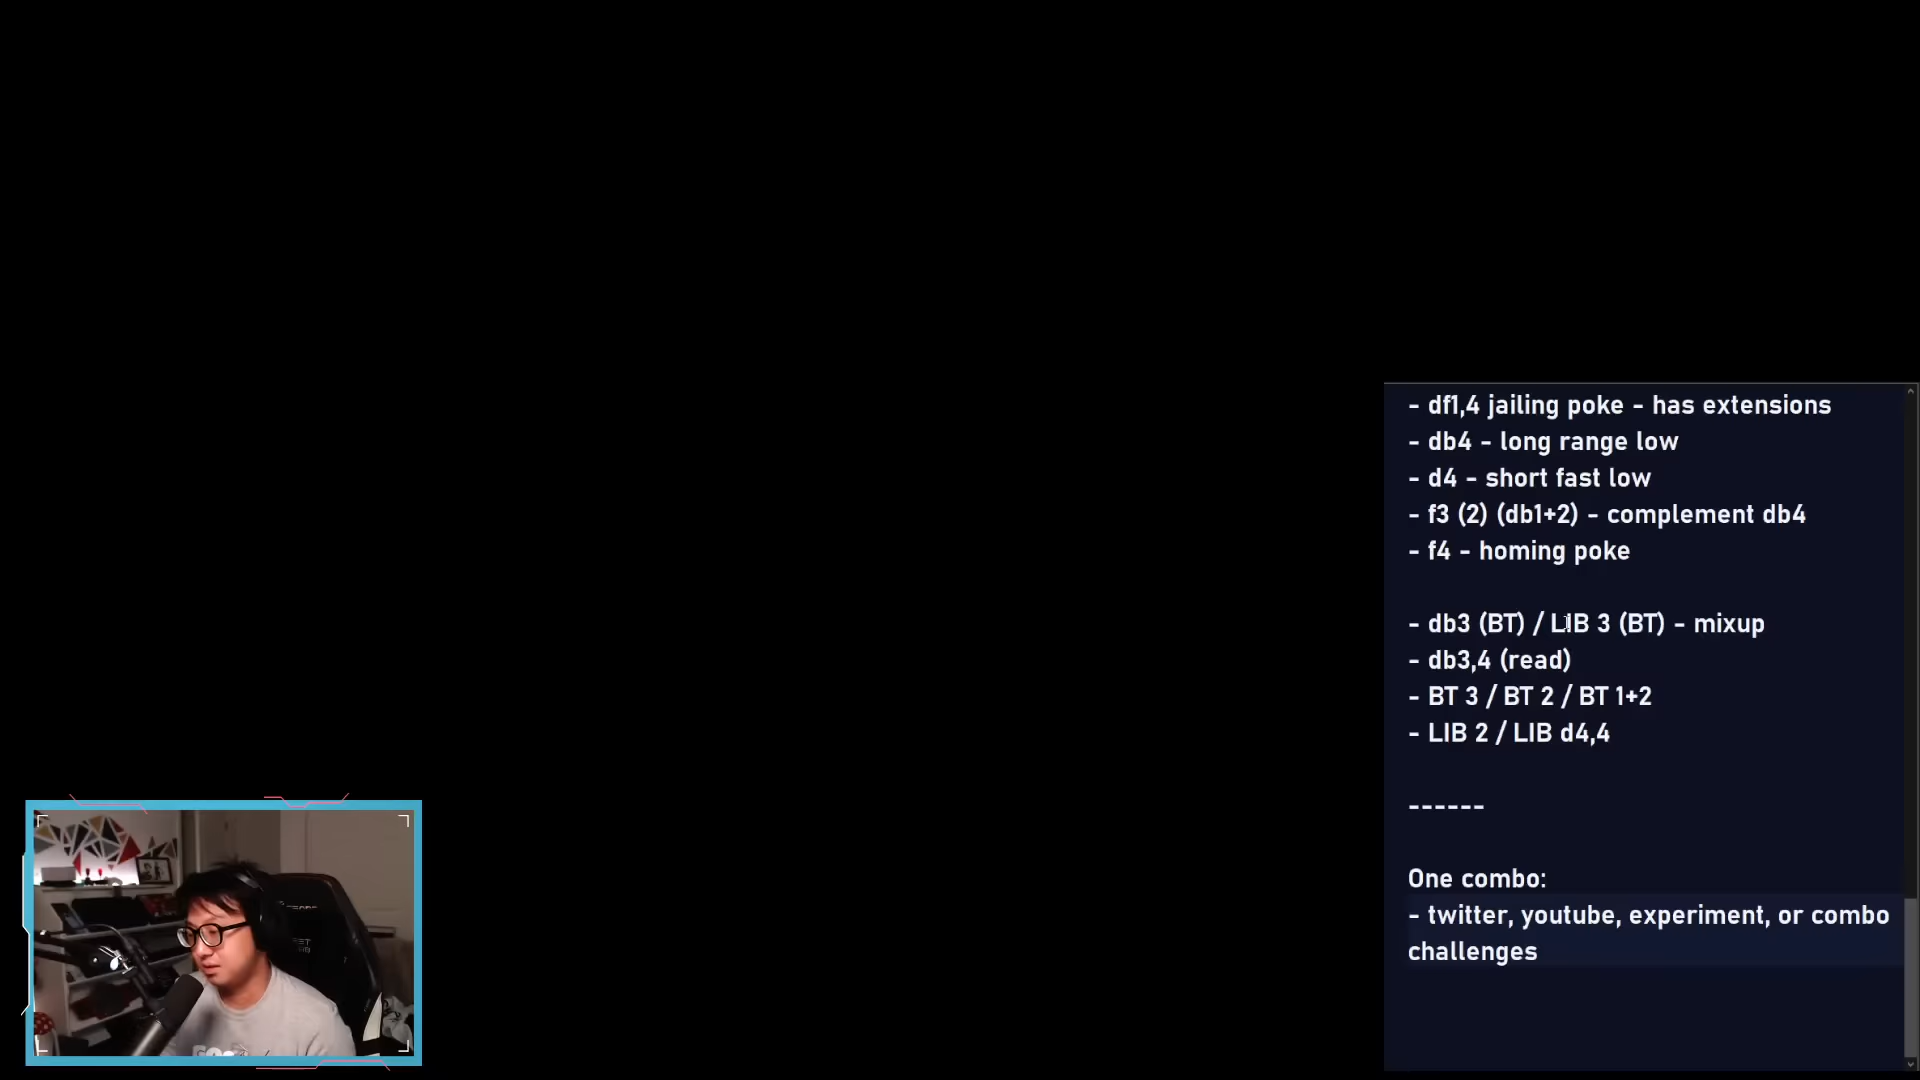 - df1,4 jailing poke - has extensions
- db4 - long range low
- d4 - short fast low
- f3 (2) (db1+2) - complement db4
- f4 - homing poke
- db3 (BT) / LIB 3 (BT) - mixup
- db3,4 (read)
- BT 3 / BT 2 / BT 1+2
- LIB 2 / LIB d4,4
------
One combo:
- twitter, youtube, experiment, or combo
challenges